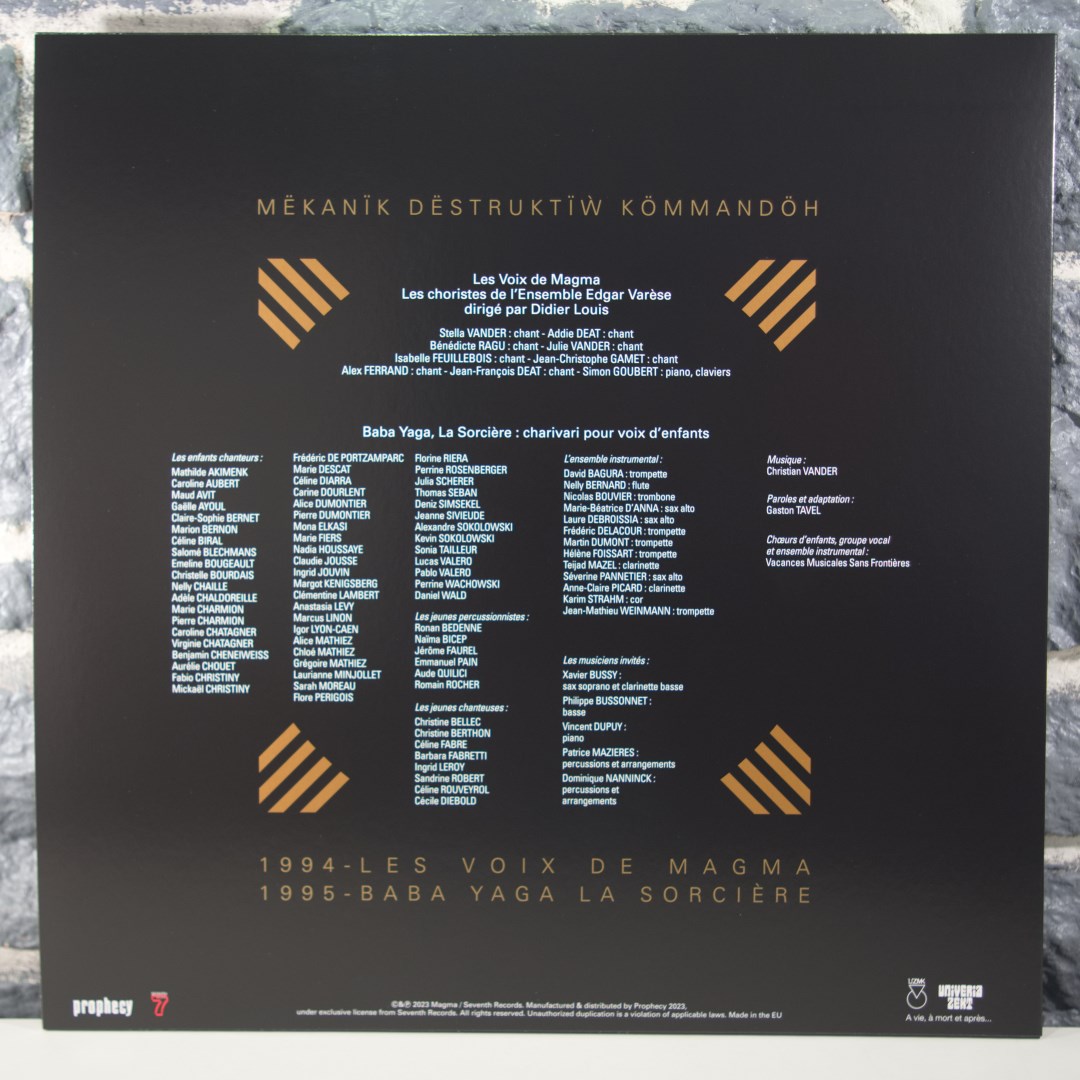 MËKANÏK DËSTRUKTÏẄ KÖMMANDÖH
Les Voix de Magma
Les choristes de l'Ensemble Edgar Varèse
dirigé par Didier Louis
Stella VANDER : chant - Addie DEAT : chant
Bénédicte RAGU : chant - Julie VANDER : chant
Isabelle FEUILLEBOIS : chant - Jean-Christophe GAMET : chant
Alex FERRAND : chant - Jean-François DEAT : chant - Simon GOUBERT : piano, claviers
Baba Yaga, La Sorcière : charivari pour voix d'enfants
Les enfants chanteurs :
Mathilde AKIMENK
Caroline AUBERT
Maud AVIT
Gaëlle AYOUL
Claire-Sophie BERNET
Marion BERNON
Céline BIRAL
Salomé BLECHMANS
Emeline BOUGEAULT
Christelle BOURDAIS
Nelly CHAILLE
Adèle CHALDOREILLE
Marie CHARMION
Pierre CHARMION
Caroline CHATAGNER
Virginie CHATAGNER
Benjamin CHENEIWEISS
Aurélie CHOUET
Fabio CHRISTINY
Mickaël CHRISTINY
Frédéric DE PORTZAMPARC
Marie DESCAT
Céline DIARRA
Carine DOURLENT
Alice DUMONTIER
Pierre DUMONTIER
Mona ELKASI
Marie FIERS
Nadia HOUSSAYE
Claudie JOUSSE
Ingrid JOUVIN
Margot KENIGSBERG
Clémentine LAMBERT
Anastasia LEVY
Marcus LINON
Igor LYON-CAEN
Alice MATHIEZ
Chloé MATHIEZ
Grégoire MATHIEZ
Laurianne MINJOLLET
Sarah MOREAU
Flore PERIGOIS
Florine RIERA
Perrine ROSENBERGER
Julia SCHERER
Thomas SEBAN
Deniz SIMSEKEL
Jeanne SIVIEUDE
Alexandre SOKOLOWSKI
Kevin SOKOLOWSKI
Sonia TAILLEUR
Lucas VALERO
Pablo VALERO
Perrine WACHOWSKI
Daniel WALD
Les jeunes percussionnistes :
Ronan BEDENNE
Naïma BICEP
Jérôme FAUREL
Emmanuel PAIN
Aude QUILICI
Romain ROCHER
Les jeunes chanteuses :
Christine BELLEC
Christine BERTHON
Céline FABRE
Barbara FABRETTI
Ingrid LEROY
Sandrine ROBERT
Céline ROUVEYROL
Cécile DIEBOLD
L'ensemble instrumental :
David BAGURA : trompette
Nelly BERNARD : flute
Nicolas BOUVIER : trombone
Marie-Béatrice D'ANNA : sax alto
Laure DEBROISSIA : sax alto
Frédéric DELACOUR : trompette
Martin DUMONT : trompette
Hélène FOISSART : trompette
Teijad MAZEL : clarinette
Séverine PANNETIER : sax alto
Anne-Claire PICARD : clarinette
Karim STRAHM : cor
Jean-Mathieu WEINMANN : trompette
Les musiciens invités :
Xavier BUSSY :
sax soprano et clarinette basse
Philippe BUSSONNET :
basse
Vincent DUPUY :
piano
Patrice MAZIERES :
percussions et arrangements
Dominique NANNINCK :
percussions et
arrangements
Musique :
Christian VANDER
Paroles et adaptation :
Gaston TAVEL
Chœurs d'enfants, groupe vocal
et ensemble instrumental :
Vacances Musicales Sans Frontières
1994-LES VOIX DE MAGMA
1995-BABA YAGA LA SORCIÈRE
prophecy
7
©&℗ 2023 Magma / Seventh Records. Manufactured & distributed by Prophecy 2023,
under exclusive license from Seventh Records. All rights reserved. Unauthorized duplication is a violation of applicable laws. Made in the EU
UZMK
UNIVERIA
ZEKT
A vie, à mort et après...